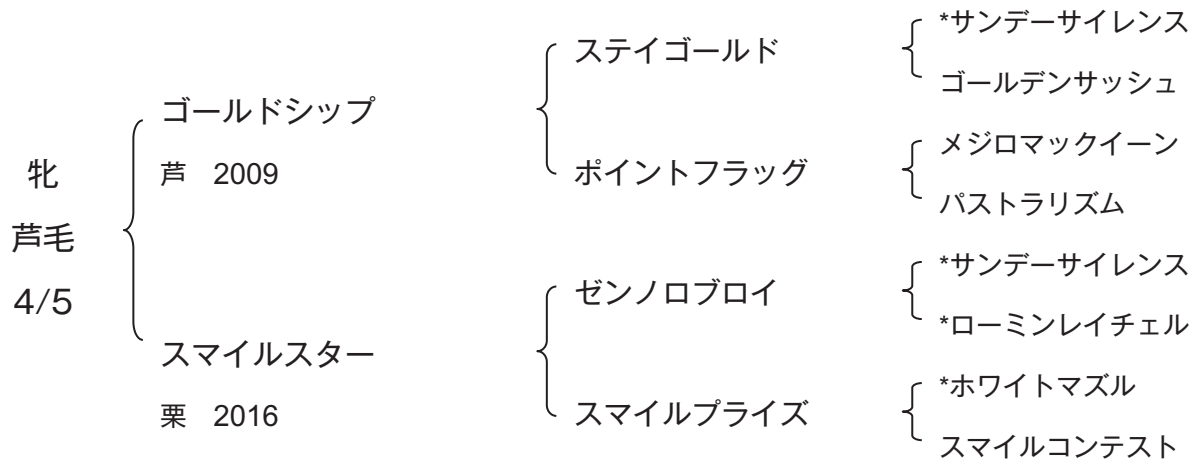 牝
芦毛
4/5
ゴールドシップ
芦 2009
スマイルスター
栗 2016
ステイゴールド
ポイントフラッグ
ゼンノロブロイ
スマイルプライズ
*サンデーサイレンス
ゴールデンサッシュ
メジロマックイーン
パストラリズム
*サンデーサイレンス
*ローミンレイチェル
*ホワイトマズル
スマイルコンテスト